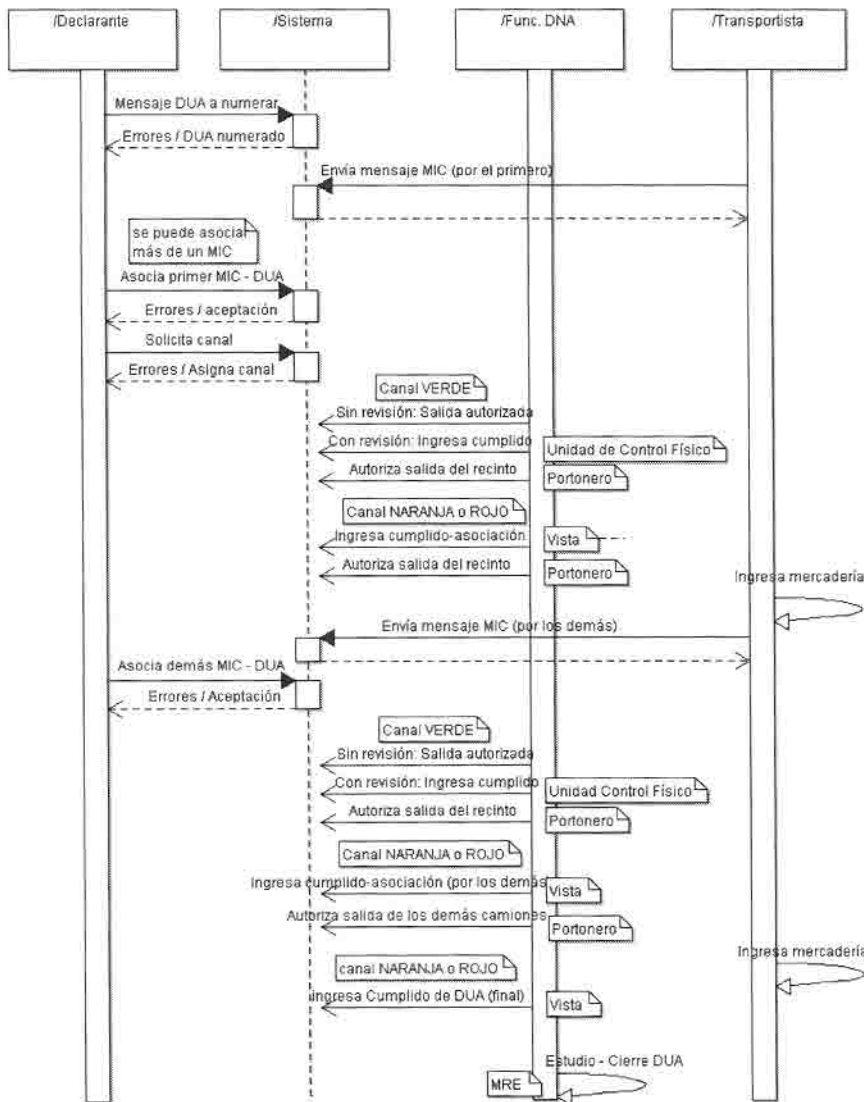 /Declarante
/Sistema
/Func. DNA
/Transportista
Mensaje DUA a numerar
Errores / DUA numerado
Envía mensaje MIC (por el primero)
se puede asociar
más de un MIC
Asocia primer MIC - DUA
Errores / aceptación
Solicita canal
Errores / Asigna canal
Canal VERDE
Sin revisión: Salida autorizada
Con revisión: Ingresa cumplido
Unidad de Control Físico
Autoriza salida del recinto
Portonero
Canal NARANJA o ROJO
Ingresa cumplido-asociación
Vista
Autoriza salida del recinto
Portonero
Ingresa mercadería
Envía mensaje MIC (por los demás)
Asocia demás MIC - DUA
Errores / Aceptación
Canal VERDE
Sin revisión: Salida autorizada
Con revisión: Ingresa cumplido
Unidad Control Físico
Autoriza salida del recinto
Portonero
Canal NARANJA o ROJO
Ingresa cumplido-asociación (por los demás)
Vista
Autoriza salida de los demás camiones
Portonero
Ingresa mercadería
canal NARANJA o ROJO
Ingresa Cumplido de DUA (final)
Vista
Estudio - Cierre DUA
MRE